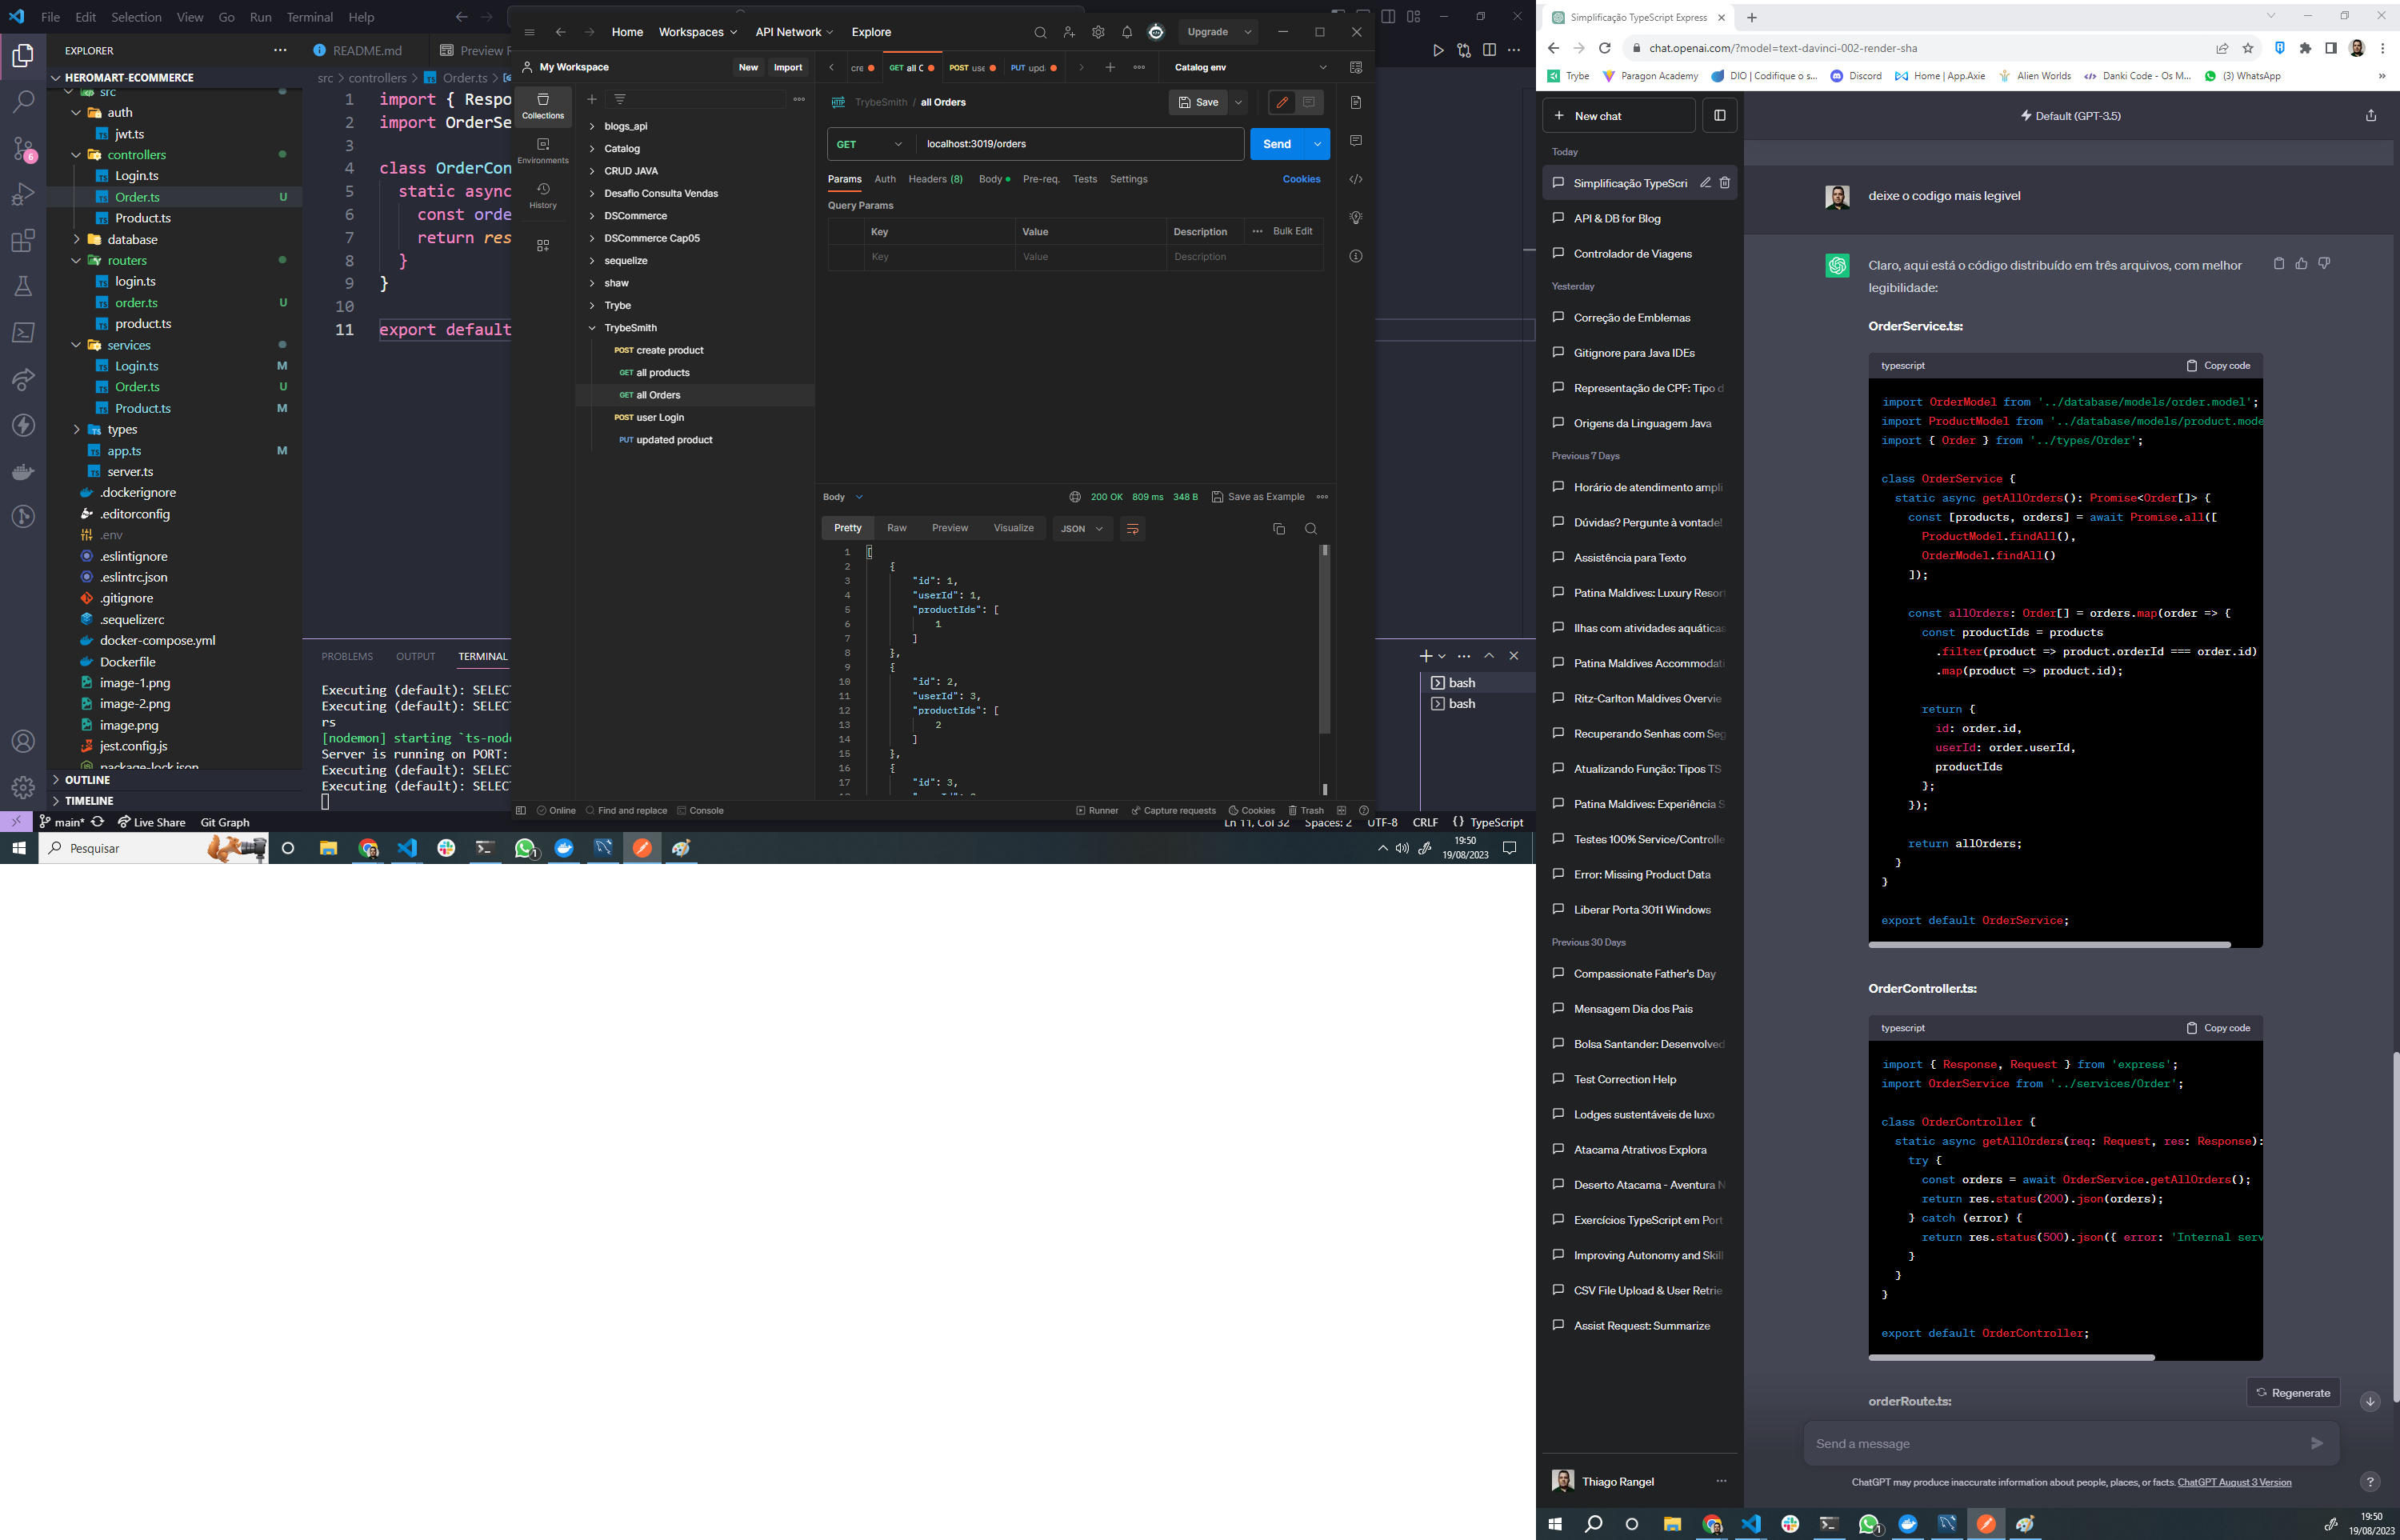 File Edit Selection View Go Run Terminal Help
EXPLORER
HEROMART-ECOMMERCE
src
auth
jwt.ts
controllers
Login.ts
Order.ts U
Product.ts
database
routers
login.ts
order.ts U
product.ts
services
Login.ts M
Order.ts U
Product.ts M
types
app.ts M
server.ts
.dockerignore
.editorconfig
.env
.eslintignore
.eslintrc.json
.gitignore
.sequelizerc
docker-compose.yml
Dockerfile
image-1.png
image-2.png
image.png
jest.config.js
package-lock.json
OUTLINE
TIMELINE
6
README.md
Preview
src > controllers > Order.ts >
1 import { Respo
2 import OrderSe
3
4 class OrderCon
5 static async
6 const orde
7 return res
8 }
9 }
10
11 export default
PROBLEMS OUTPUT TERMINAL
Executing (default): SELECT
Executing (default): SELECT
rs
[nodemon] starting `ts-node
Server is running on PORT:
Executing (default): SELECT
Executing (default): SELECT
bash
bash
main* Live Share Git Graph
Ln 11, Col 32 Spaces: 2 UTF-8 CRLF {} TypeScript
Pesquisar
1
19:50
19/08/2023
Home Workspaces API Network Explore
Upgrade
My Workspace New Import
cre GET all C POST use PUT upd
Catalog env
Collections
Environments
History
blogs_api
Catalog
CRUD JAVA
Desafio Consulta Vendas
DSCommerce
DSCommerce Cap05
sequelize
shaw
Trybe
TrybeSmith
POST create product
GET all products
GET all Orders
POST user Login
PUT updated product
HTTP TrybeSmith / all Orders
Save
GET localhost:3019/orders
Send
Params Auth Headers (8) Body Pre-req. Tests Settings
Cookies
Query Params
Key Value Description Bulk Edit
Key Value Description
Body 200 OK 809 ms 348 B Save as Example
Pretty Raw Preview Visualize JSON
1 [
2 {
3 "id": 1,
4 "userId": 1,
5 "productIds": [
6 1
7 ]
8 },
9 {
10 "id": 2,
11 "userId": 3,
12 "productIds": [
13 2
14 ]
15 },
16 {
17 "id": 3,
Online Find and replace Console
Runner Capture requests Cookies Trash
Simplificação TypeScript Express
chat.openai.com/?model=text-davinci-002-render-sha
Trybe Paragon Academy DIO | Codifique o s... Discord Home | App.Axie Alien Worlds Danki Code - Os M... (3) WhatsApp
New chat
Today
Simplificação TypeScri
API & DB for Blog
Controlador de Viagens
Yesterday
Correção de Emblemas
Gitignore para Java IDEs
Representação de CPF: Tipo d
Origens da Linguagem Java
Previous 7 Days
Horário de atendimento ampli
Dúvidas? Pergunte à vontade!
Assistência para Texto
Patina Maldives: Luxury Resort
Ilhas com atividades aquáticas
Patina Maldives Accommodati
Ritz-Carlton Maldives Overvie
Recuperando Senhas com Seg
Atualizando Função: Tipos TS
Patina Maldives: Experiência S
Testes 100% Service/Controlle
Error: Missing Product Data
Liberar Porta 3011 Windows
Previous 30 Days
Compassionate Father's Day
Mensagem Dia dos Pais
Bolsa Santander: Desenvolved
Test Correction Help
Lodges sustentáveis de luxo
Atacama Atrativos Explora
Deserto Atacama - Aventura N
Exercícios TypeScript em Port
Improving Autonomy and Skill
CSV File Upload & User Retrie
Assist Request: Summarize
Thiago Rangel
Default (GPT-3.5)
deixe o codigo mais legivel
Claro, aqui está o código distribuído em três arquivos, com melhor
legibilidade:
OrderService.ts:
typescript Copy code
import OrderModel from '../database/models/order.model';
import ProductModel from '../database/models/product.mode
import { Order } from '../types/Order';
class OrderService {
static async getAllOrders(): Promise<Order[]> {
const [products, orders] = await Promise.all([
ProductModel.findAll(),
OrderModel.findAll()
]);
const allOrders: Order[] = orders.map(order => {
const productIds = products
.filter(product => product.orderId === order.id)
.map(product => product.id);
return {
id: order.id,
userId: order.userId,
productIds
};
});
return allOrders;
}
}
export default OrderService;
OrderController.ts:
typescript Copy code
import { Response, Request } from 'express';
import OrderService from '../services/Order';
class OrderController {
static async getAllOrders(req: Request, res: Response):
try {
const orders = await OrderService.getAllOrders();
return res.status(200).json(orders);
} catch (error) {
return res.status(500).json({ error: 'Internal serv
}
}
}
export default OrderController;
orderRoute.ts:
Regenerate
Send a message
ChatGPT may produce inaccurate information about people, places, or facts. ChatGPT August 3 Version
?
1
19:50
19/08/2023